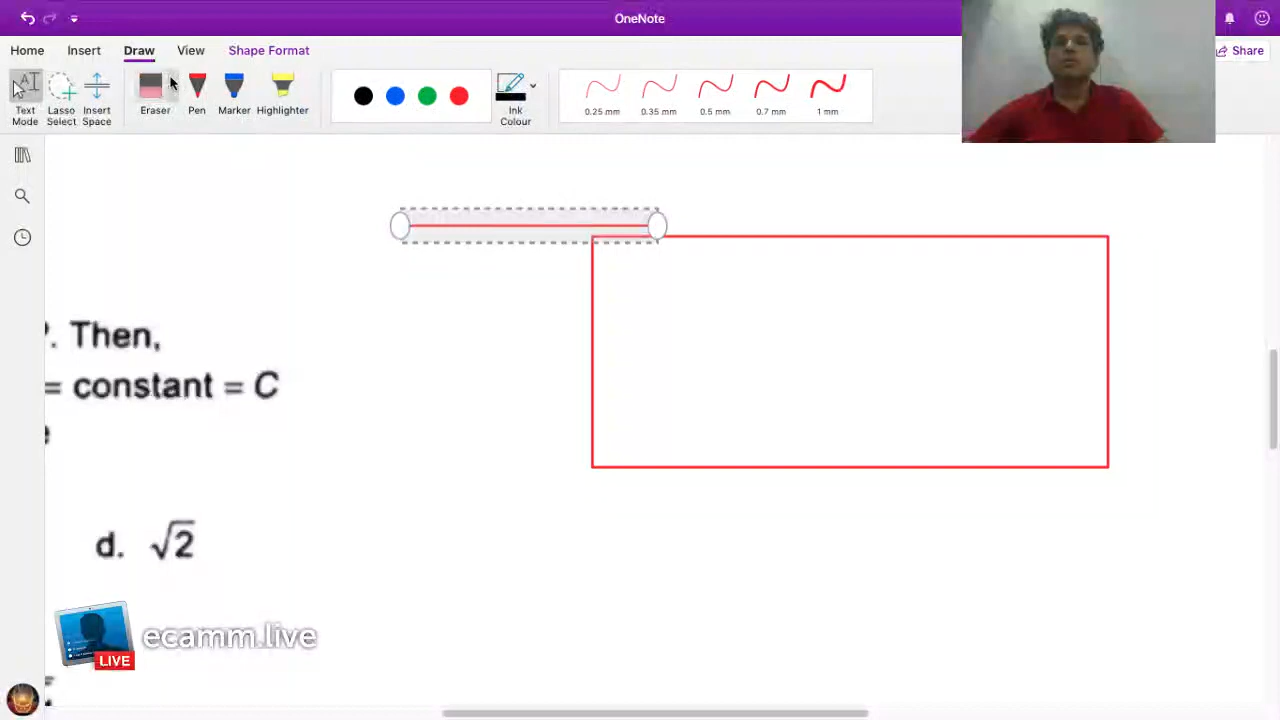 OneNote
Home Insert Draw View Shape Format
Share
Text Mode
Lasso Select
Insert Space
Eraser
Pen
Marker
Highlighter
Ink Colour
0.25 mm 0.35 mm 0.5 mm 0.7 mm 1 mm
. Then,
= constant = C
d. √2
ecamm.live
LIVE